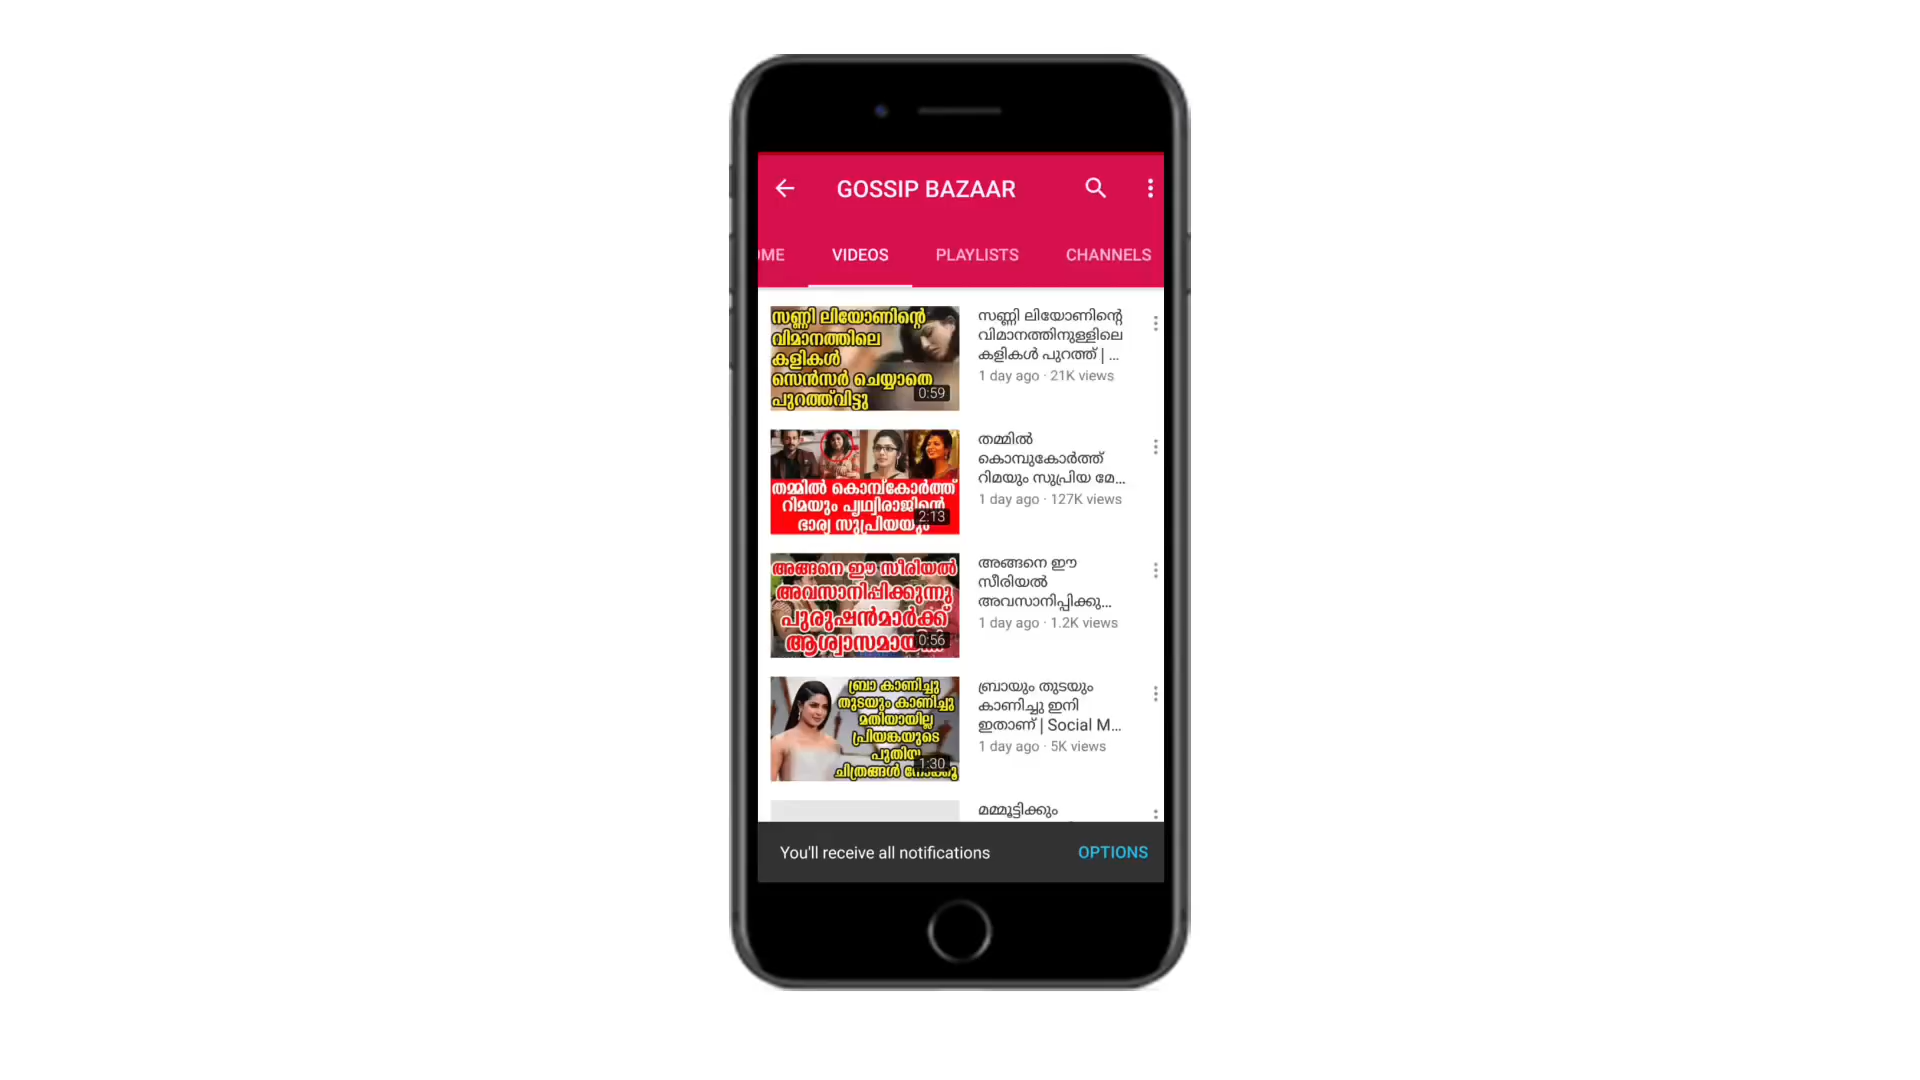 GOSSIP BAZAAR
OME
VIDEOS
PLAYLISTS
CHANNELS
സണ്ണി ലിയോണിന്റെ
വിമാനത്തിലെ
കളികൾ
സെൻസർ ചെയ്യാതെ
പുറത്ത്‌വിട്ടു
0:59
സണ്ണി ലിയോണിന്റെ
വിമാനത്തിനുള്ളിലെ
കളികൾ പുറത്ത് | ...
1 day ago · 21K views
തമ്മിൽ കൊമ്പ്കോർത്ത്
റിമയും പൃഥ്വിരാജിന്റെ
ഭാര്യ സുപ്രിയയും
2:13
തമ്മിൽ
കൊമ്പുകോർത്ത്
റിമയും സുപ്രിയ മേ...
1 day ago · 127K views
അങ്ങനെ ഈ സീരിയൽ
അവസാനിപ്പിക്കുന്നു
പുരുഷൻമാർക്ക്
0:56
അങ്ങനെ ഈ
സീരിയൽ
അവസാനിപ്പിക്കു...
1 day ago · 1.2K views
ബ്രാ കാണിച്ചു
തുടയും കാണിച്ചു
മതിയായില്ല
പ്രിയങ്കയുടെ
പുതിയ
ചിത്രങ്ങൾ നോക്കൂ
1:30
ബ്രായും തുടയും
കാണിച്ചു ഇനി
ഇതാണ് | Social M...
1 day ago · 5K views
മമ്മൂട്ടിക്കും
You'll receive all notifications
OPTIONS